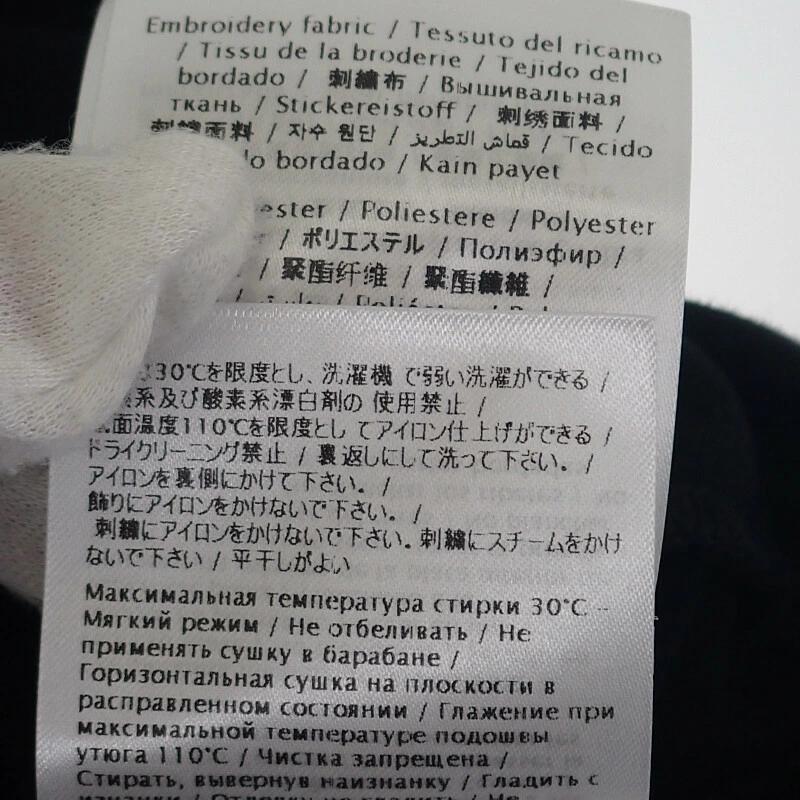 Embroidery fabric / Tessuto del ricamo
/ Tissu de la broderie / Tejido del
bordado / 刺繍布 / Вышивальная
ткань / Stickereistoff / 刺绣面料 /
刺繡面料 / 자수 원단 / قماش التطريز / Tecido
bordado / Kain payet
/ Poliestere / Polyester
/ ポリエステル / Полиэфир /
/ 聚酯纤维 / 聚酯纖維 /
30℃を限度とし、洗濯機 で弱い洗濯ができる /
素系及び酸素系漂白剤の 使用禁止 /
面温度110℃を限度とし てアイロン仕上げができる /
ドライクリーニング禁止 / 裏返しにして洗って下さい。 /
アイロンを裏側にかけて下さい。 /
飾りにアイロンをかけないで下さい。 /
刺繍にアイロンをかけないで下さい。刺繍にスチームをかけ
ないで下さい / 平干しがよい
Максимальная температура стирки 30°C –
Мягкий режим / Не отбеливать / Не
применять сушку в барабане /
Горизонтальная сушка на плоскости в
расправленном состоянии / Глажение при
максимальной температуре подошвы
утюга 110°C / Чистка запрещена /
Стирать, вывернув наизнанку / Гладить с